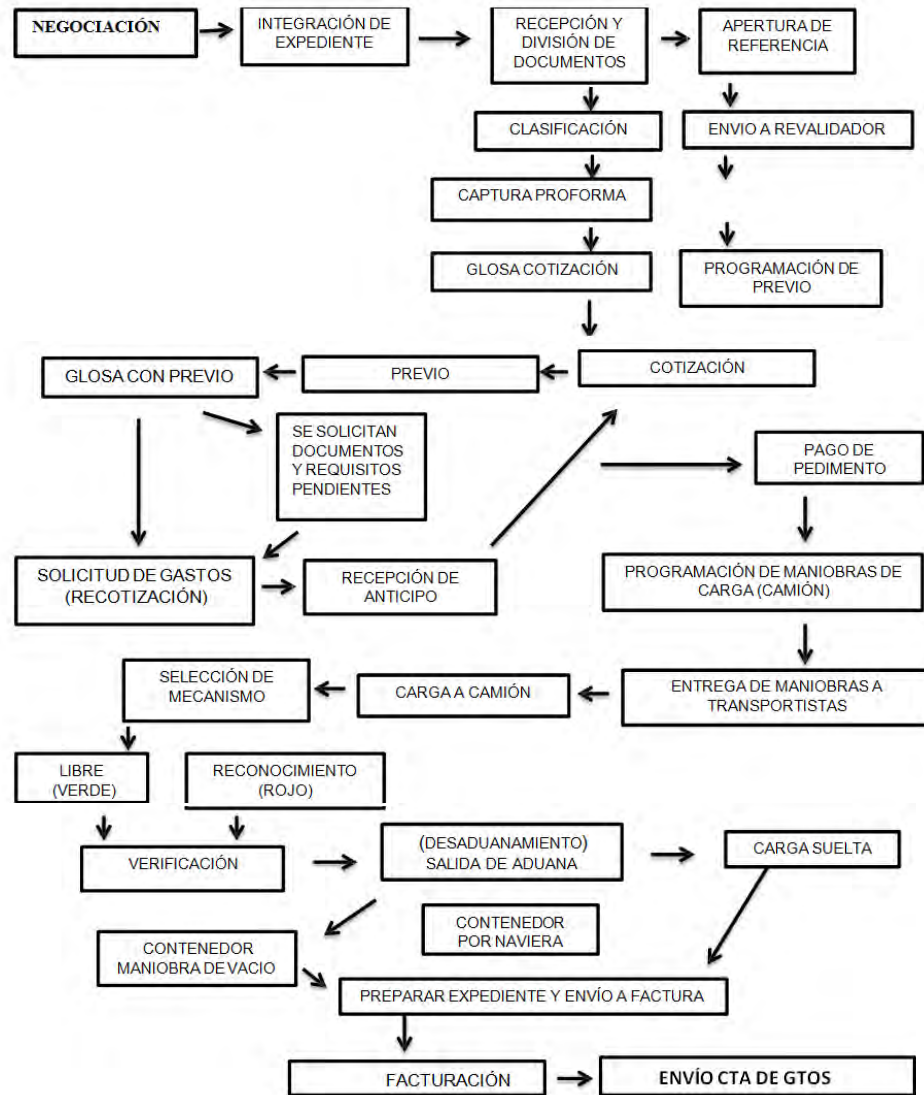 NEGOCIACIÓN
INTEGRACIÓN DE
EXPEDIENTE
RECEPCIÓN Y
DIVISIÓN DE
DOCUMENTOS
APERTURA DE
REFERENCIA
CLASIFICACIÓN
ENVIO A REVALIDADOR
CAPTURA PROFORMA
GLOSA COTIZACIÓN
PROGRAMACIÓN DE
PREVIO
GLOSA CON PREVIO
PREVIO
COTIZACIÓN
SE SOLICITAN
DOCUMENTOS
Y REQUISITOS
PENDIENTES
PAGO DE
PEDIMENTO
SOLICITUD DE GASTOS
(RECOTIZACIÓN)
RECEPCIÓN DE
ANTICIPO
PROGRAMACIÓN DE MANIOBRAS DE
CARGA (CAMIÓN)
SELECCIÓN DE
MECANISMO
CARGA A CAMIÓN
ENTREGA DE MANIOBRAS A
TRANSPORTISTAS
LIBRE
(VERDE)
RECONOCIMIENTO
(ROJO)
VERIFICACIÓN
(DESADUANAMIENTO)
SALIDA DE ADUANA
CARGA SUELTA
CONTENEDOR
MANIOBRA DE VACIO
CONTENEDOR
POR NAVIERA
PREPARAR EXPEDIENTE Y ENVÍO A FACTURA
FACTURACIÓN
ENVÍO CTA DE GTOS